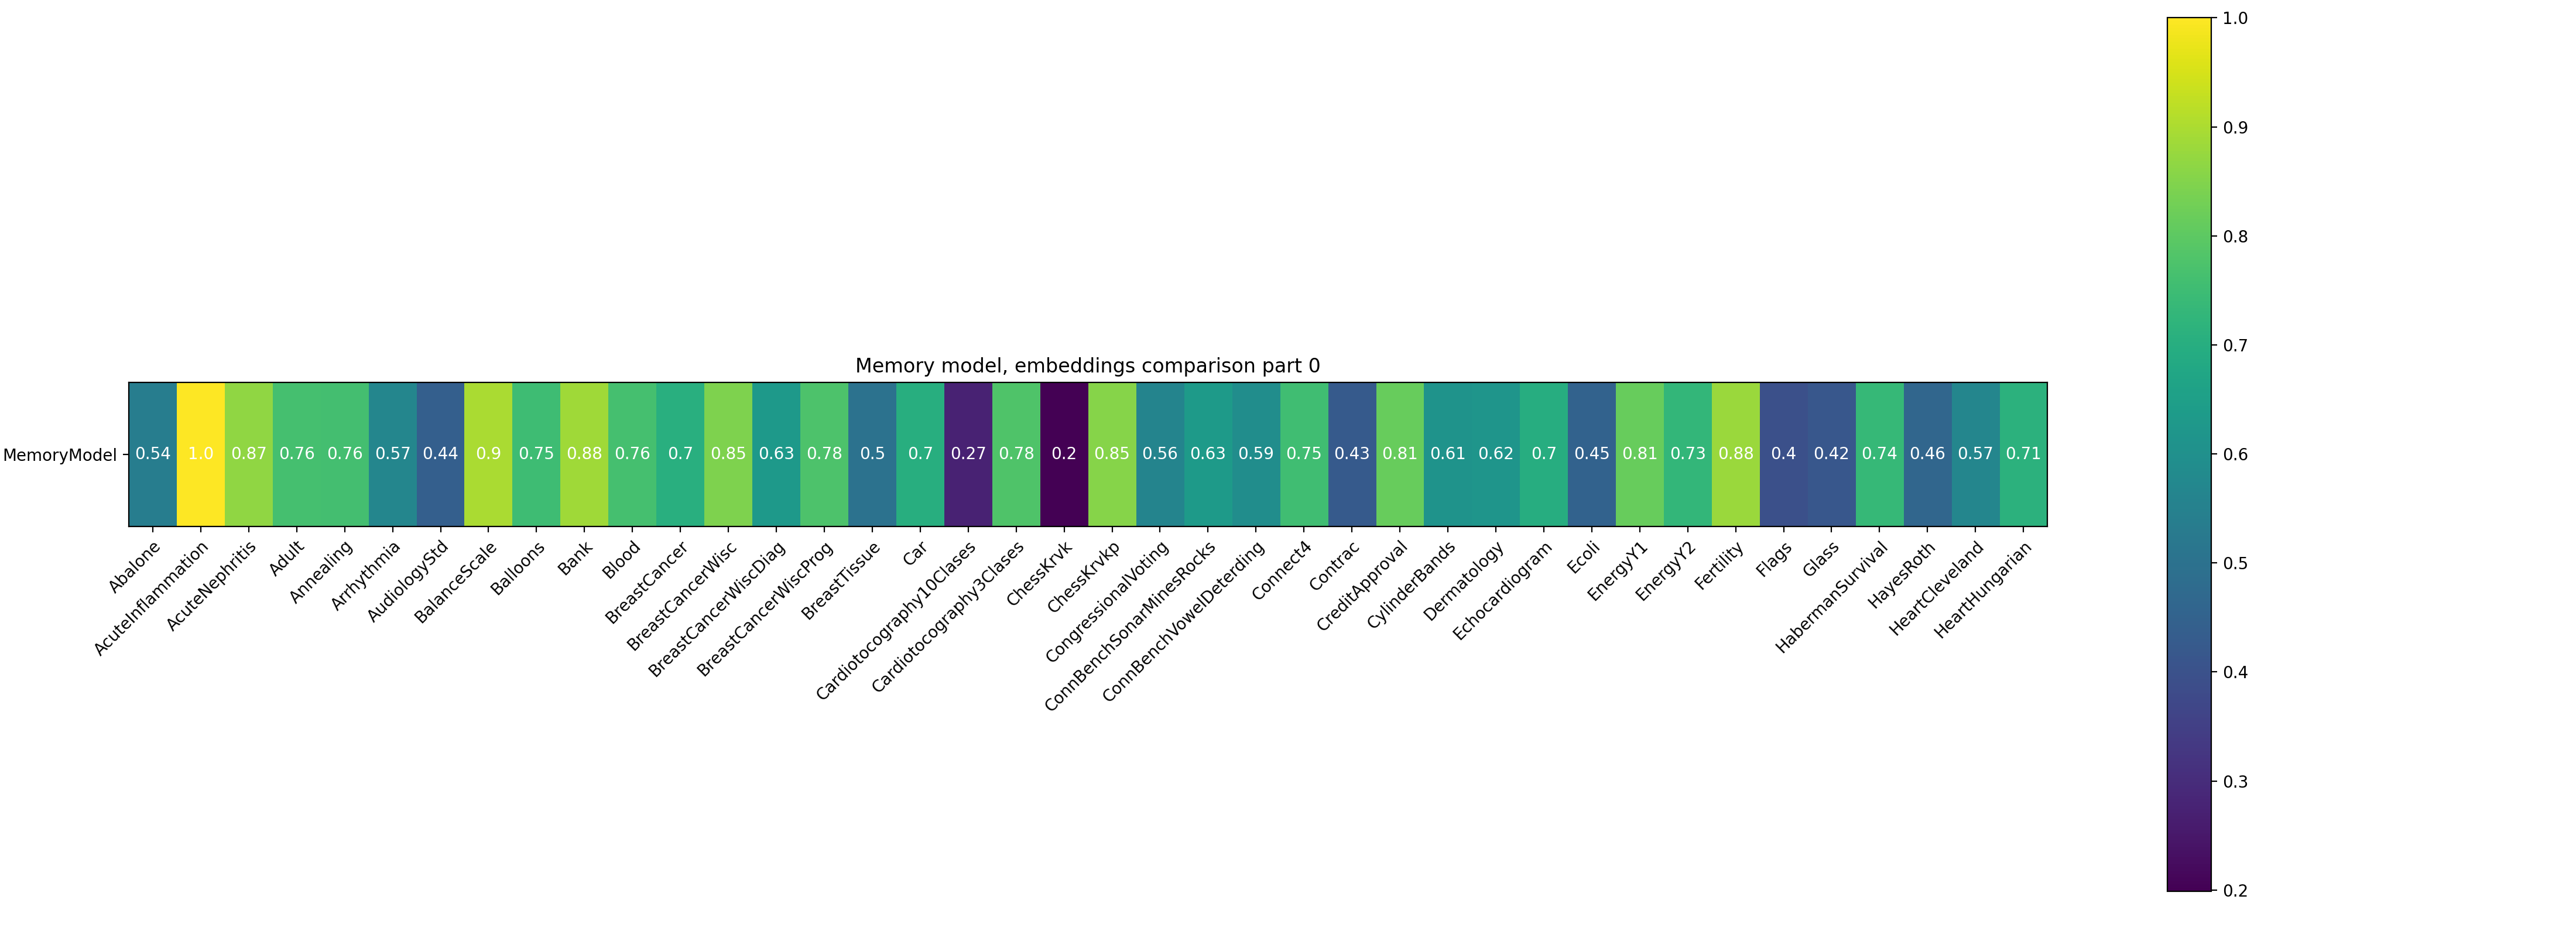 Memory model, embeddings comparison part 0
MemoryModel
0.54 1.0 0.87 0.76 0.76 0.57 0.44 0.9 0.75 0.88 0.76 0.7 0.85 0.63 0.78 0.5 0.7 0.27 0.78 0.2 0.85 0.56 0.63 0.59 0.75 0.43 0.81 0.61 0.62 0.7 0.45 0.81 0.73 0.88 0.4 0.42 0.74 0.46 0.57 0.71
Abalone
AcuteInflammation
AcuteNephritis
Adult
Annealing
Arrhythmia
AudiologyStd
BalanceScale
Balloons
Bank
Blood
BreastCancer
BreastCancerWisc
BreastCancerWiscDiag
BreastCancerWiscProg
BreastTissue
Car
Cardiotocography10Clases
Cardiotocography3Clases
ChessKrvk
ChessKrvkp
CongressionalVoting
ConnBenchSonarMinesRocks
ConnBenchVowelDeterding
Connect4
Contrac
CreditApproval
CylinderBands
Dermatology
Echocardiogram
Ecoli
EnergyY1
EnergyY2
Fertility
Flags
Glass
HabermanSurvival
HayesRoth
HeartCleveland
HeartHungarian
1.0
0.9
0.8
0.7
0.6
0.5
0.4
0.3
0.2